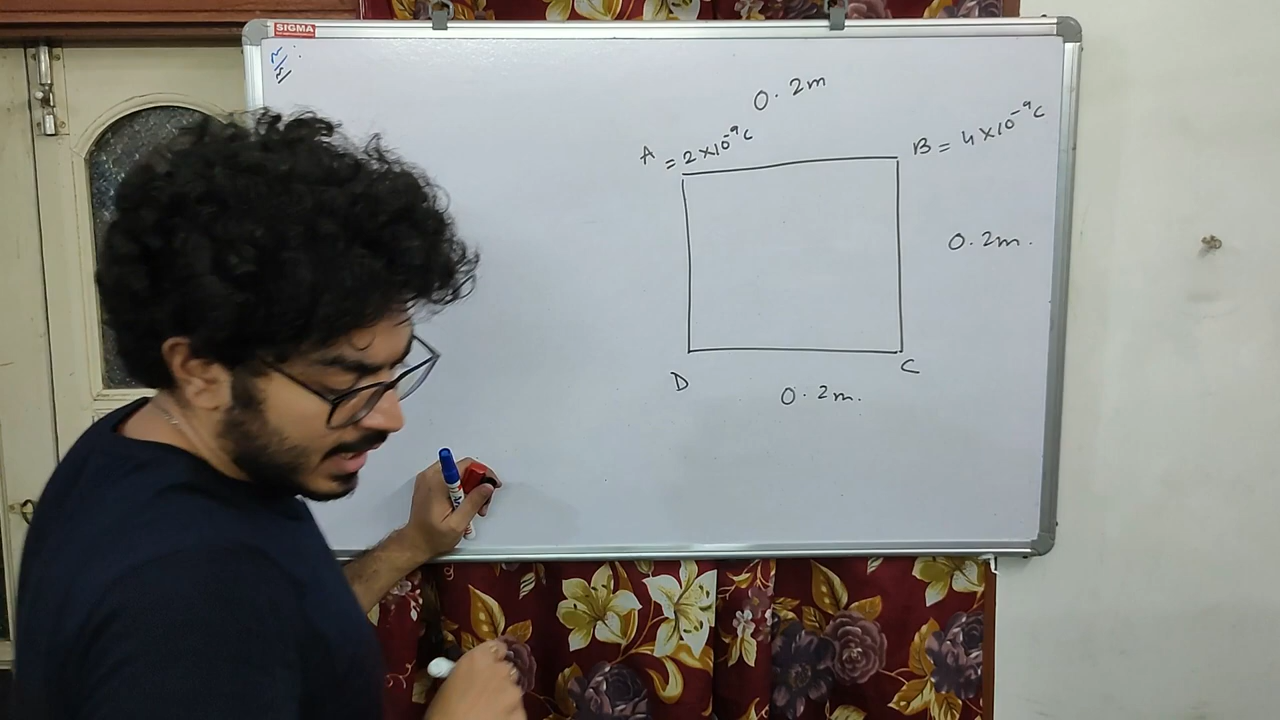 SIGMA
0.2m
A = 2×10⁻⁹C
B = 4×10⁻⁹C
0.2m.
D
C
0.2m.